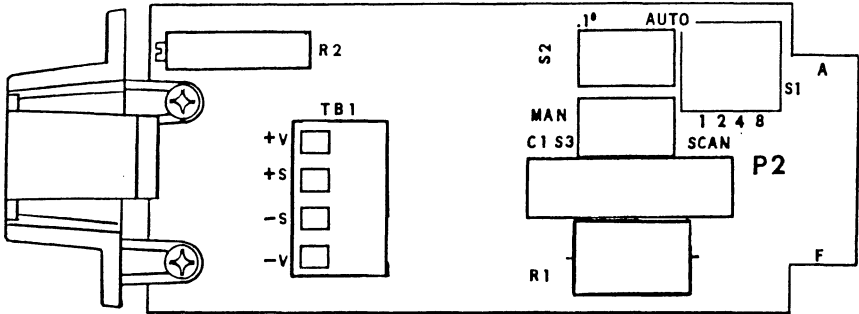 .1° AUTO
R2
S2
A
S1
TB1
1 2 4 8
MAN
+V
C1 S3 SCAN
P2
+S
-S
-V
F
R1